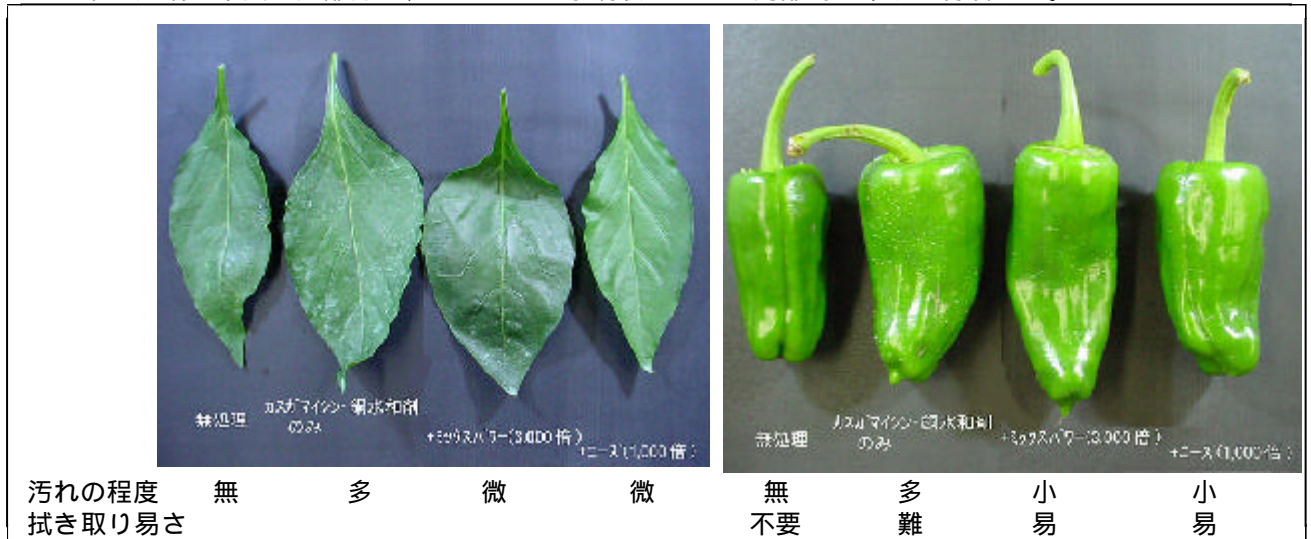 無処理
カスガマイシン・銅水和剤
のみ
+ミックスパワー(3,000倍)
+ニーズ(1,000倍)
無処理
カスガマイシン・銅水和剤
のみ
+ミックスパワー(3,000倍)
+ニーズ(1,000倍)
汚れの程度 無 多 微 微 無 多 小 小
拭き取り易さ 不要 難 易 易